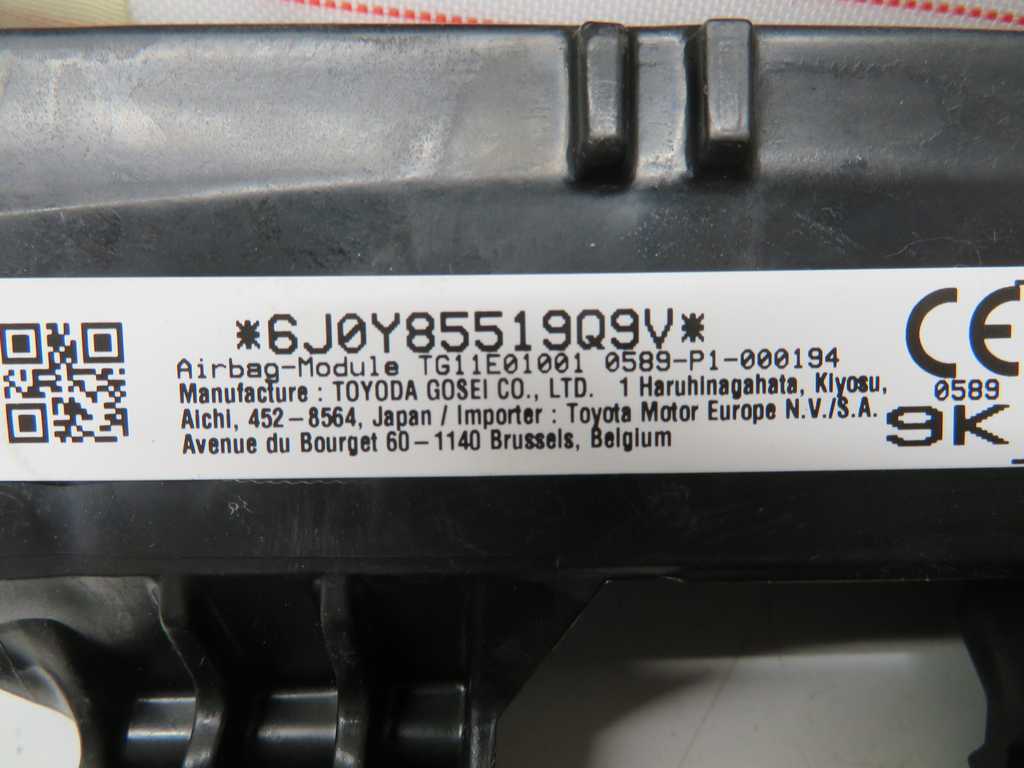 *6J0Y85519Q9V*
Airbag-Module TG11E01001 0589-P1-000194
Manufacture : TOYODA GOSEI CO., LTD. 1 Haruhinagahata, Kiyosu,
Aichi, 452-8564, Japan / Importer : Toyota Motor Europe N.V./S.A.
Avenue du Bourget 60-1140 Brussels, Belgium
CE
0589
9K